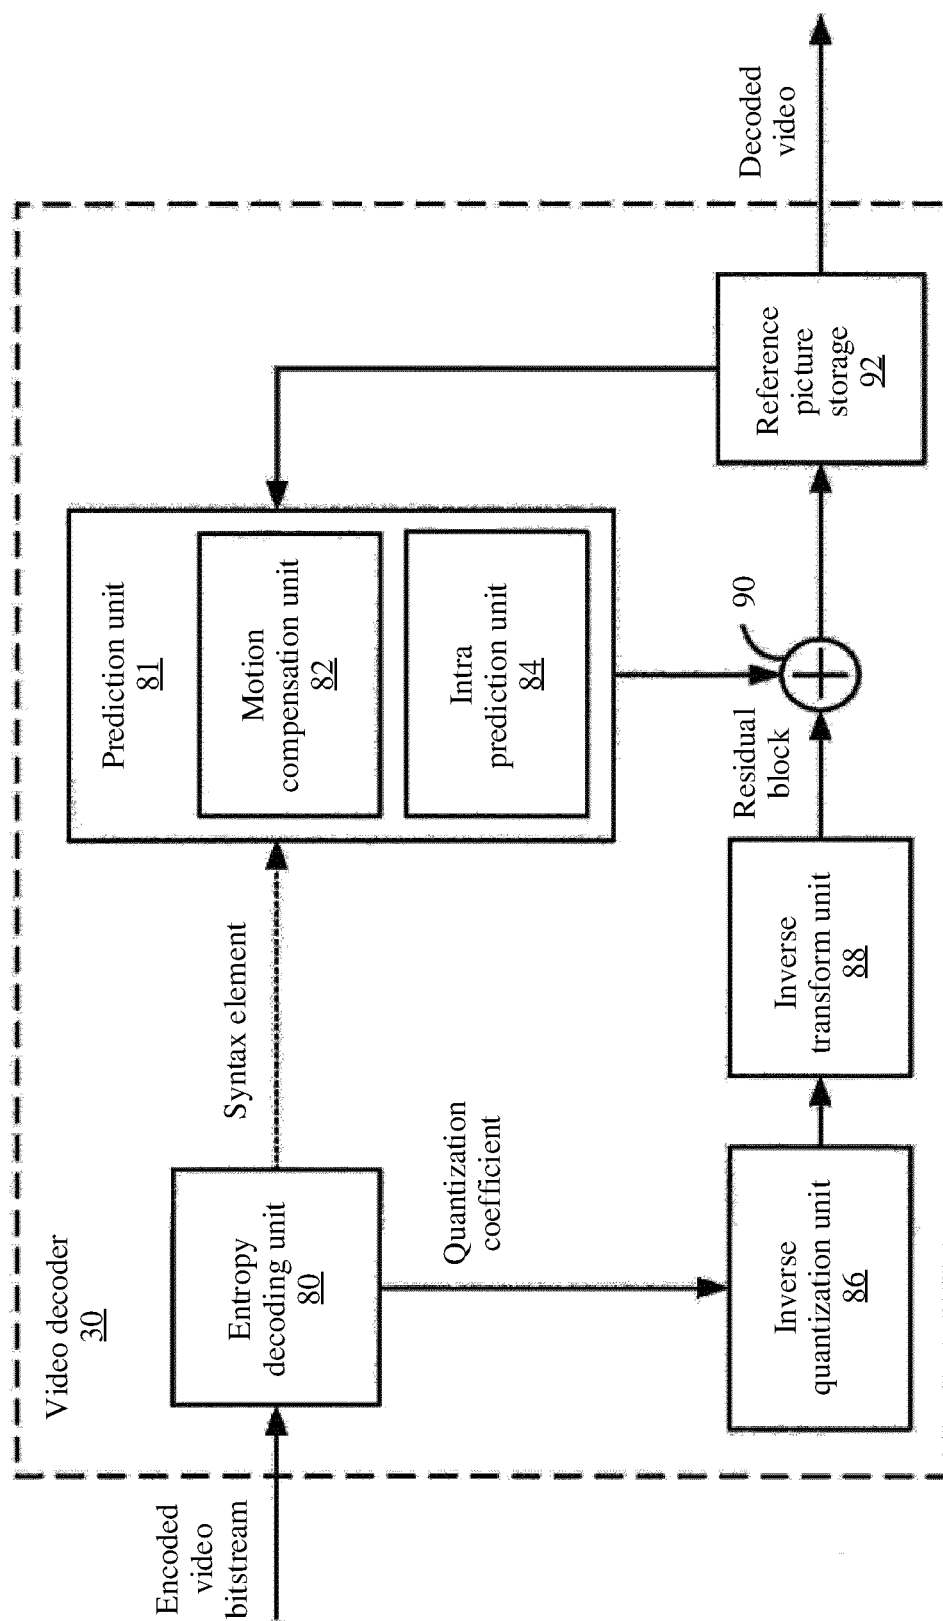 Video decoder
30
Encoded
video
bitstream
Entropy
decoding unit
80
Syntax element
Quantization
coefficient
Prediction unit
81
Motion
compensation unit
82
Intra
prediction unit
84
Inverse
quantization unit
86
Inverse
transform unit
88
Residual
block
90
Reference
picture
storage
92
Decoded
video